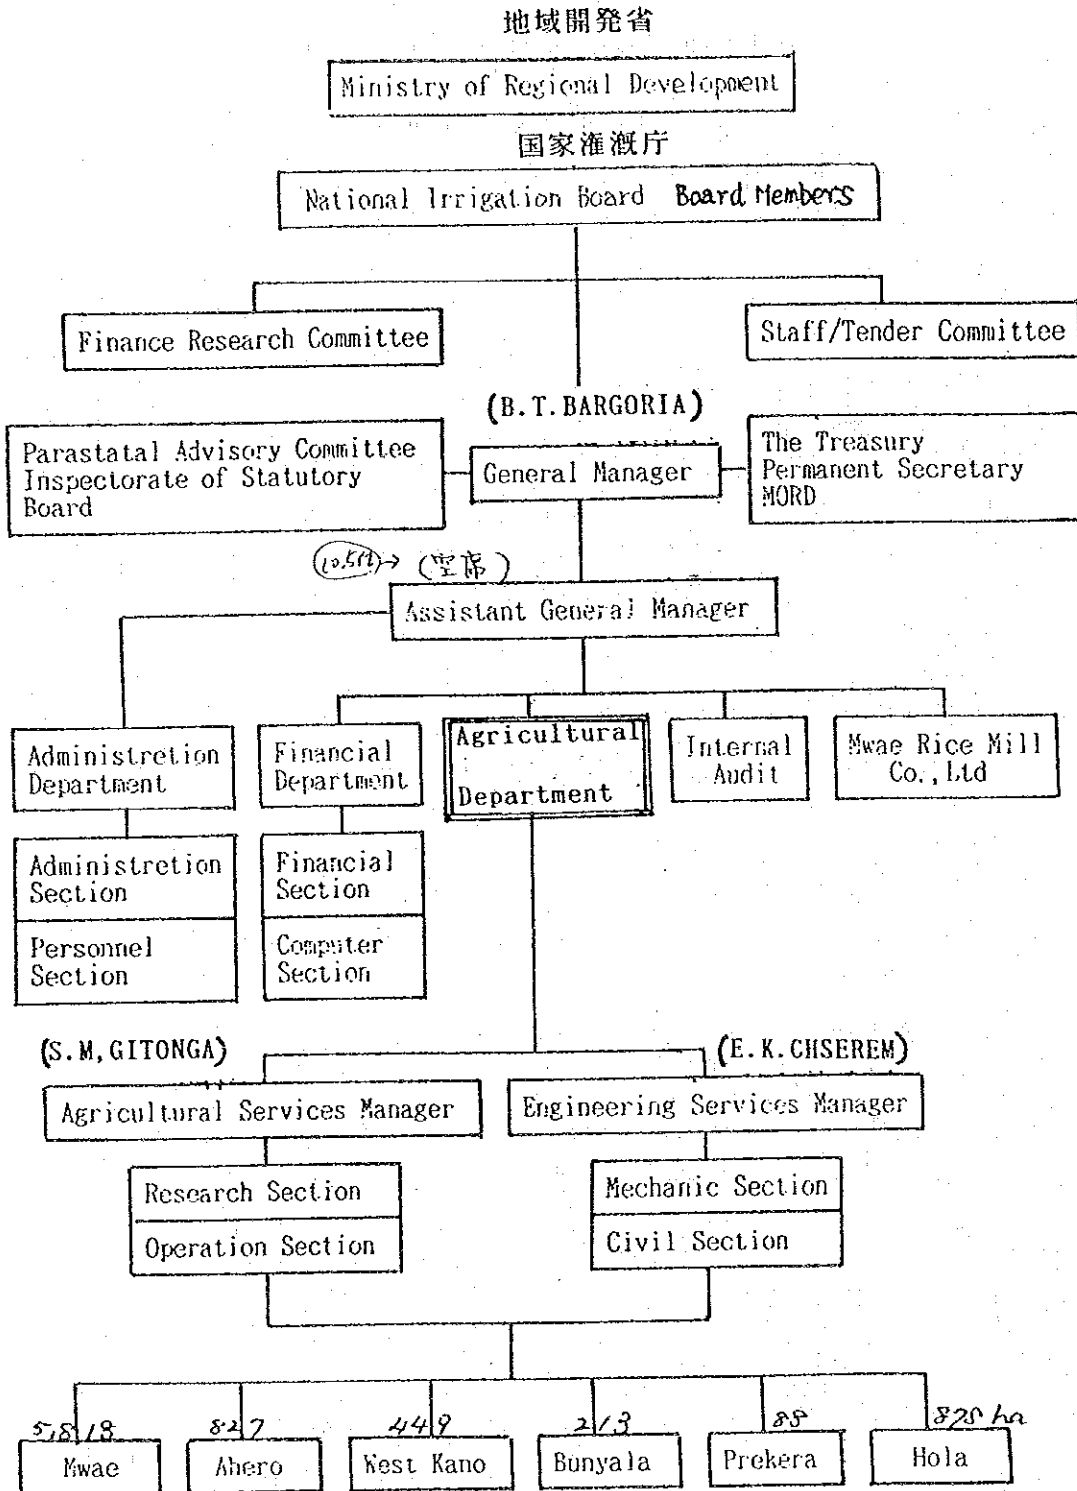 地域開発省
Ministry of Regional Development
国家灌漑庁
National Irrigation Board Board Members
Finance Research Committee
Staff/Tender Committee
(B.T.BARGORIA)
Parastatal Advisory Committee
Inspectorate of Statutory
Board
General Manager
The Treasury
Permanent Secretary
MORD
(空席)
Assistant General Manager
Administretion
Department
Financial
Department
Agricultural
Department
Internal
Audit
Mwae Rice Mill
Co.,Ltd
Administretion
Section
Personnel
Section
Financial
Section
Computer
Section
(S.M,GITONGA)
(E.K.CHSEREM)
Agricultural Services Manager
Engineering Services Manager
Research Section
Operation Section
Mechanic Section
Civil Section
827
449
213
88
ha
Mwae
Ahero
West Kano
Bunyala
Prekera
Hola